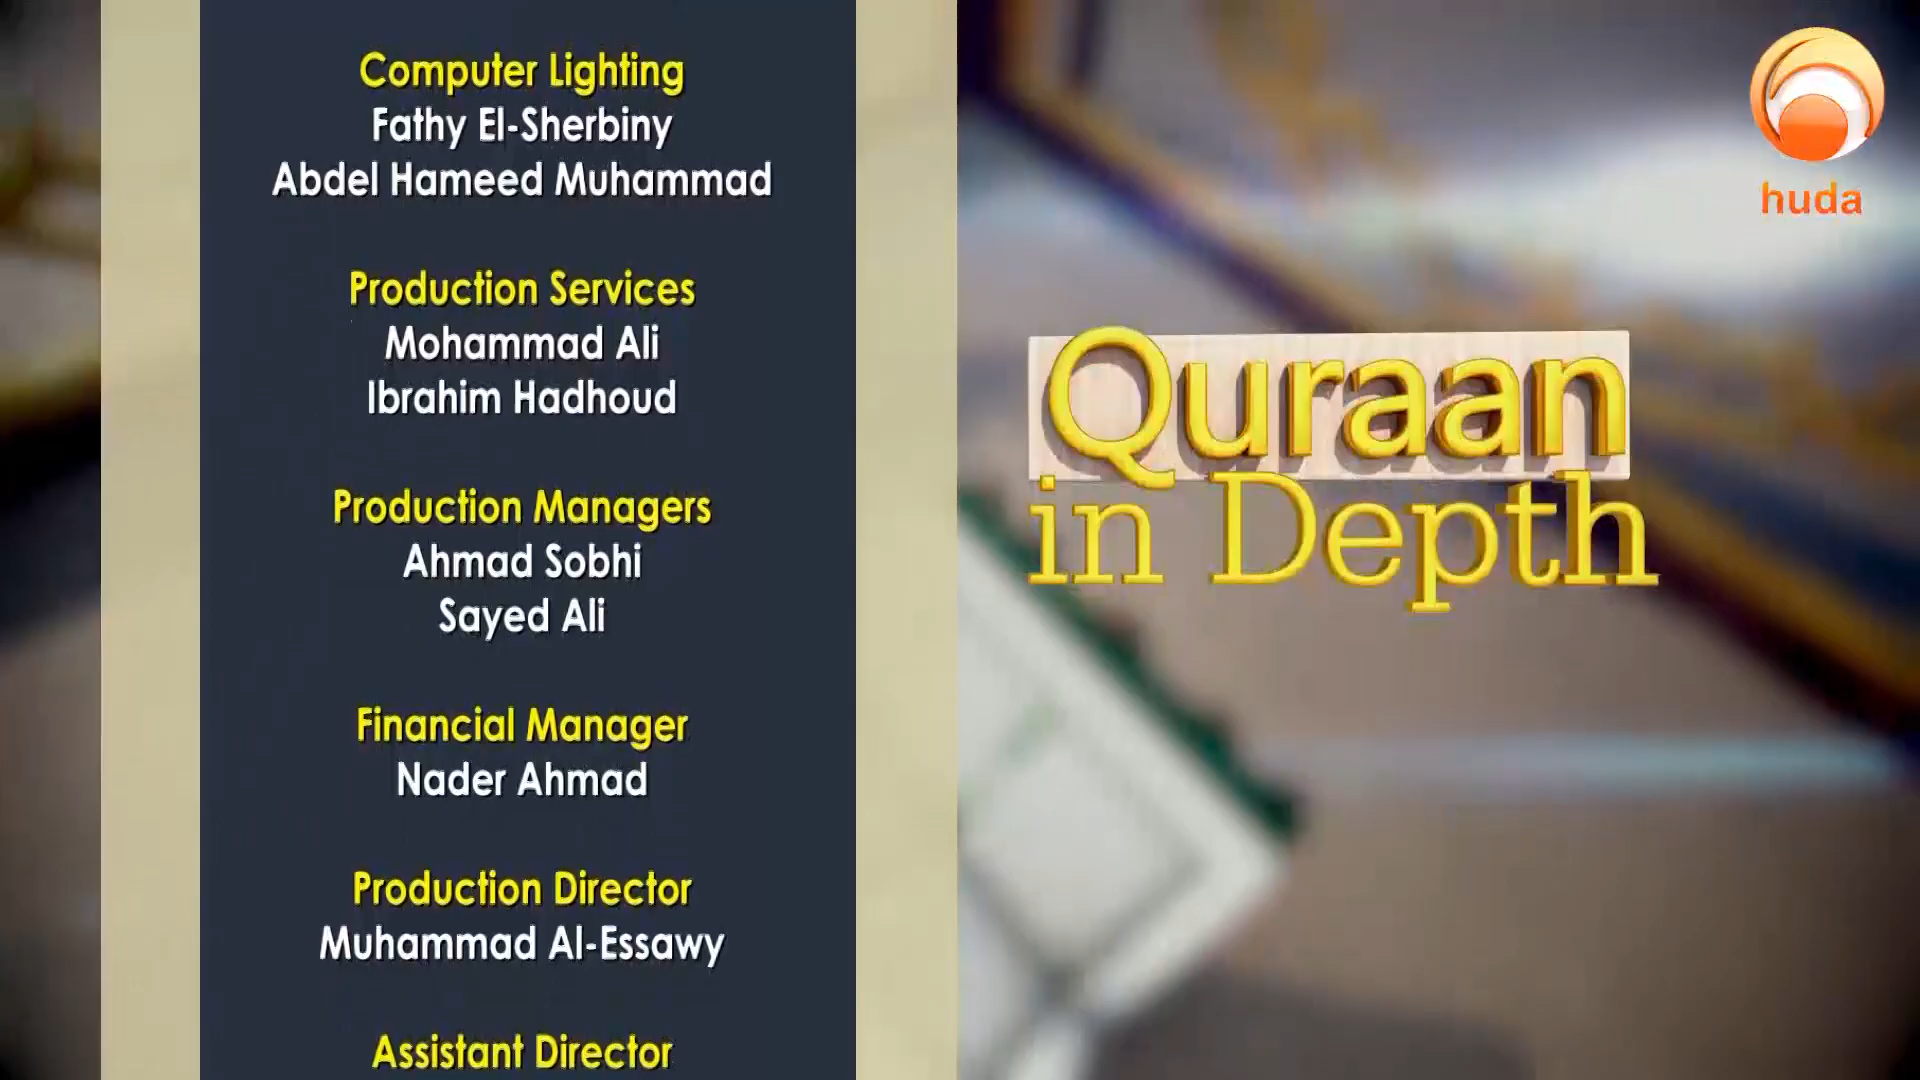 Computer Lighting
Fathy El-Sherbiny
Abdel Hameed Muhammad
Production Services
Mohammad Ali
Ibrahim Hadhoud
Production Managers
Ahmad Sobhi
Sayed Ali
Financial Manager
Nader Ahmad
Production Director
Muhammad Al-Essawy
Assistant Director
huda
Quraan
in Depth